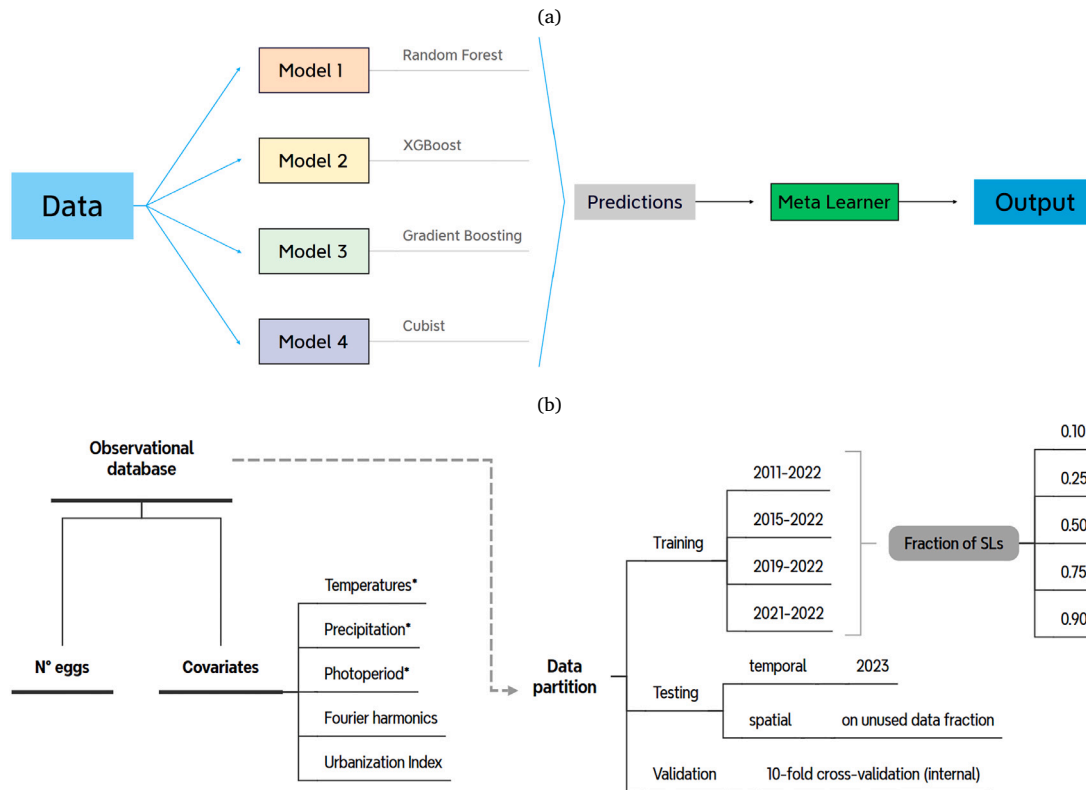 (a)
Data
Model 1
Random Forest
Model 2
XGBoost
Model 3
Gradient Boosting
Model 4
Cubist
Predictions
Meta Learner
Output
(b)
Observational
database
N° eggs
Covariates
Temperatures*
Precipitation*
Photoperiod*
Fourier harmonics
Urbanization Index
Data
partition
Training
2011-2022
2015-2022
2019-2022
2021-2022
Fraction of SLs
0.10
0.25
0.50
0.75
0.90
Testing
temporal 2023
spatial on unused data fraction
Validation 10-fold cross-validation (internal)